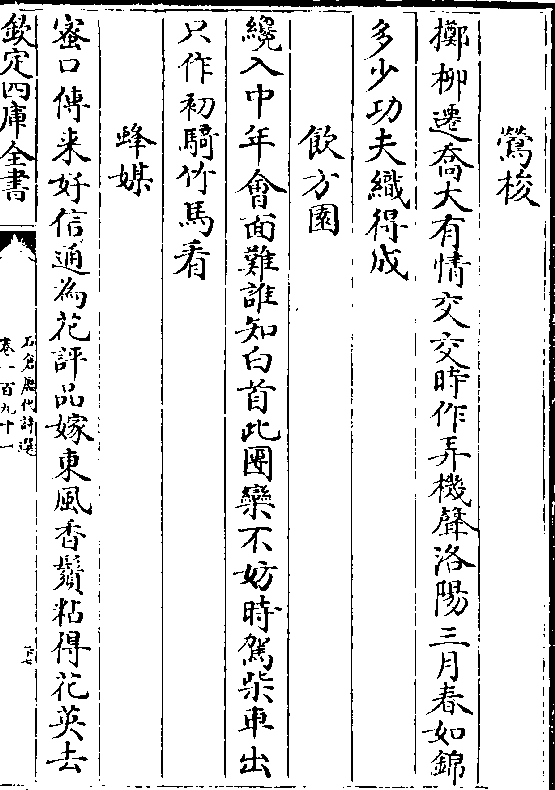 鶯梭
擲柳遷喬大有情交交時作弄機聲洛陽三月春如錦
多少功夫織得成
飲方園
纔入中年會面難誰知白首此團欒不妨時駕柴車出
只作初騎竹馬看
蜂媒
蜜口傳来好信通為花評品嫁東風香鬚粘得花英去
欽定四庫全書
石倉歷代詩選
卷一百九十一